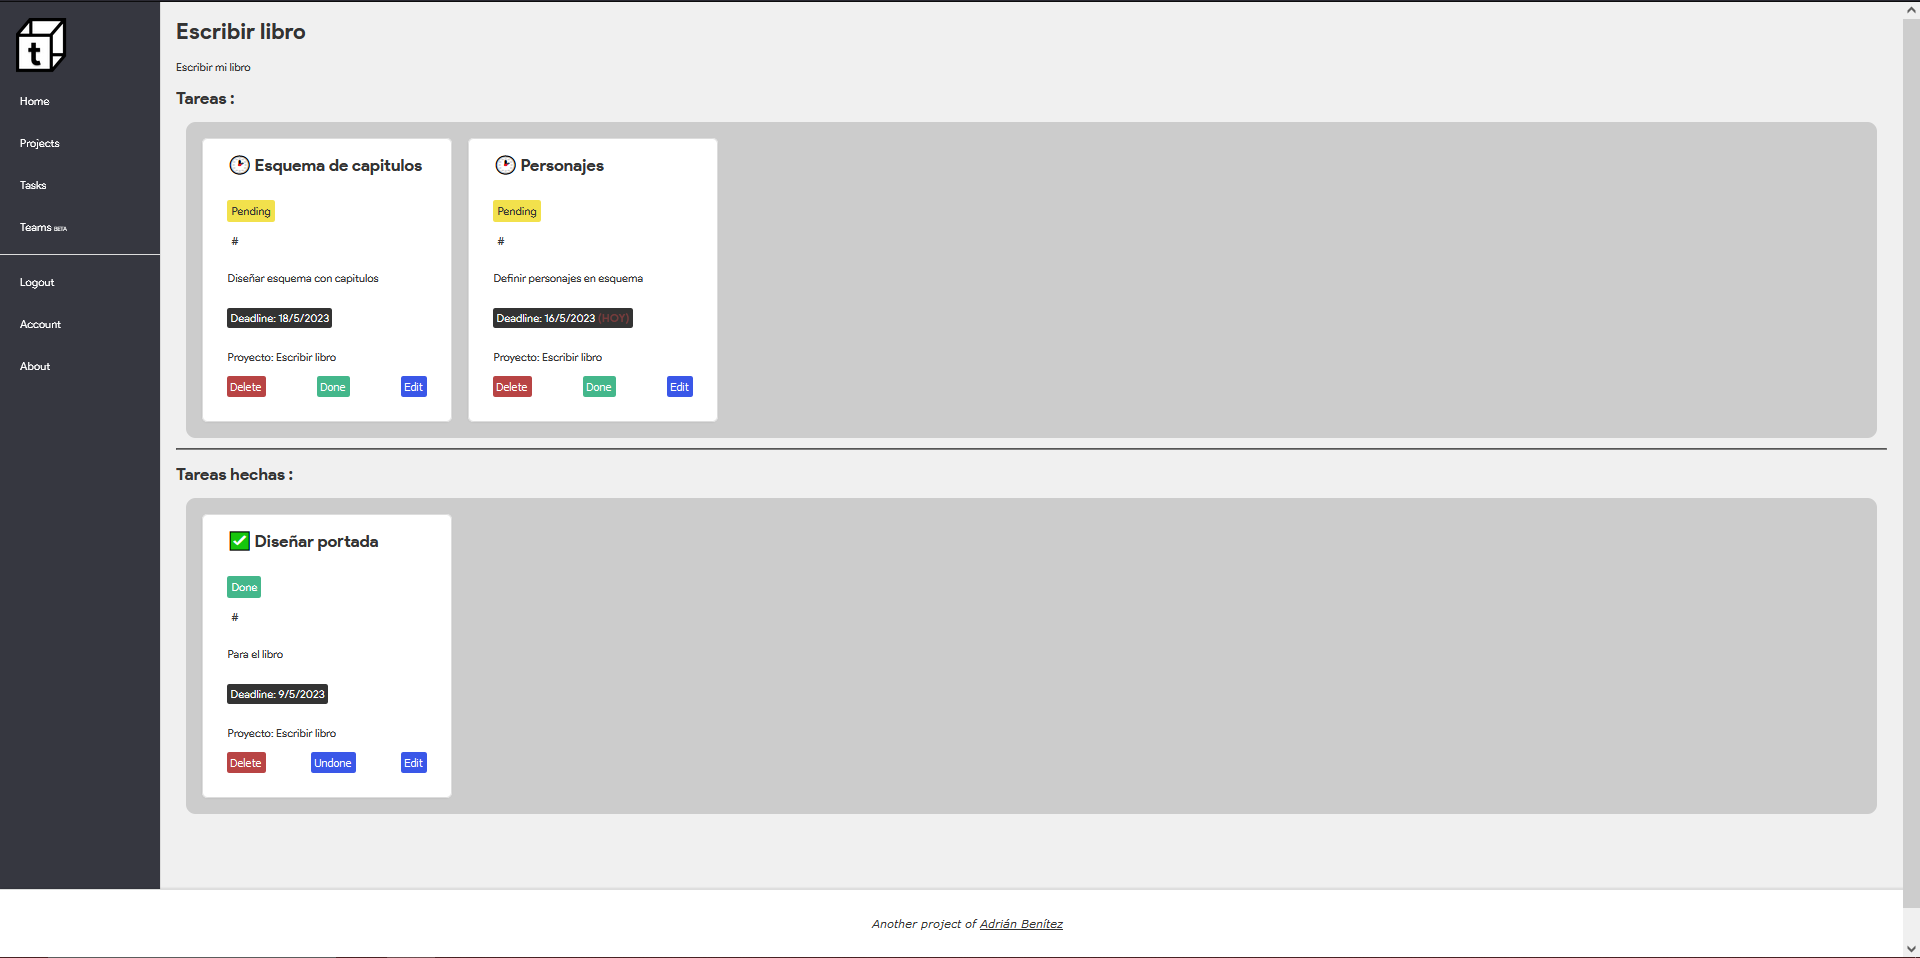 t
Home
Projects
Tasks
Teams BETA
Logout
Account
About
Escribir libro
Escribir mi libro
Tareas :
Esquema de capitulos
Pending
#
Diseñar esquema con capitulos
Deadline: 18/5/2023
Proyecto: Escribir libro
Delete Done Edit
Personajes
Pending
#
Definir personajes en esquema
Deadline: 16/5/2023 (HOY)
Proyecto: Escribir libro
Delete Done Edit
Tareas hechas :
Diseñar portada
Done
#
Para el libro
Deadline: 9/5/2023
Proyecto: Escribir libro
Delete Undone Edit
Another project of Adrián Benítez